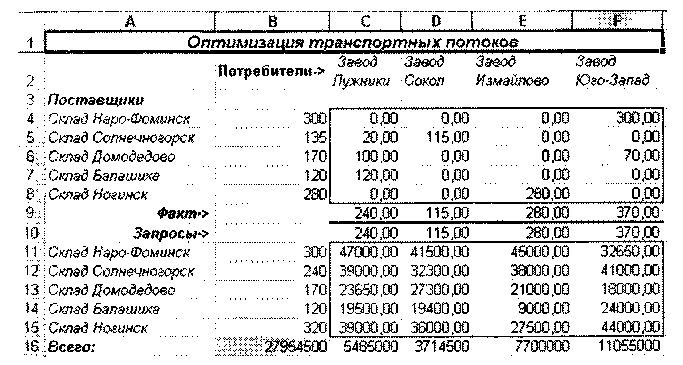 A B C D E F
1 Оптимизация транспортных потоков
2 Потребители-> Завод Лужники Завод Сокол Завод Измайлово Завод Юго-Запад
3 Поставщики
4 Склад Наро-Фоминск 300 0,00 0,00 0,00 300,00
5 Склад Солнечногорск 135 20,00 115,00 0,00 0,00
6 Склад Домодедово 170 100,00 0,00 0,00 70,00
7 Склад Балашиха 120 120,00 0,00 0,00 0,00
8 Склад Ногинск 280 0,00 0,00 280,00 0,00
9 Факт-> 240,00 115,00 280,00 370,00
10 Запросы-> 240,00 115,00 280,00 370,00
11 Склад Наро-Фоминск 300 47000,00 41500,00 45000,00 32650,00
12 Склад Солнечногорск 240 39000,00 32300,00 38000,00 41000,00
13 Склад Домодедово 170 23650,00 27300,00 21000,00 18000,00
14 Склад Балашиха 120 19500,00 19400,00 9000,00 24000,00
15 Склад Ногинск 320 39000,00 36000,00 27500,00 44000,00
16 Всего: 27954500 5485000 3714500 7700000 11055000